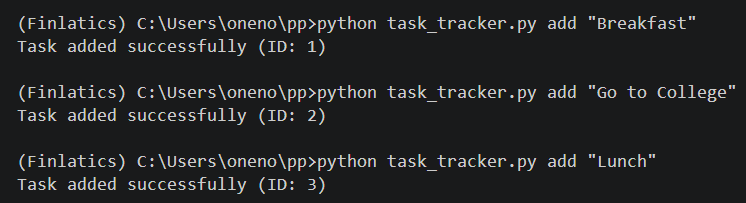 (Finlatics) C:\Users\oneno\pp>python task_tracker.py add "Breakfast"
Task added successfully (ID: 1)
(Finlatics) C:\Users\oneno\pp>python task_tracker.py add "Go to College"
Task added successfully (ID: 2)
(Finlatics) C:\Users\oneno\pp>python task_tracker.py add "Lunch"
Task added successfully (ID: 3)